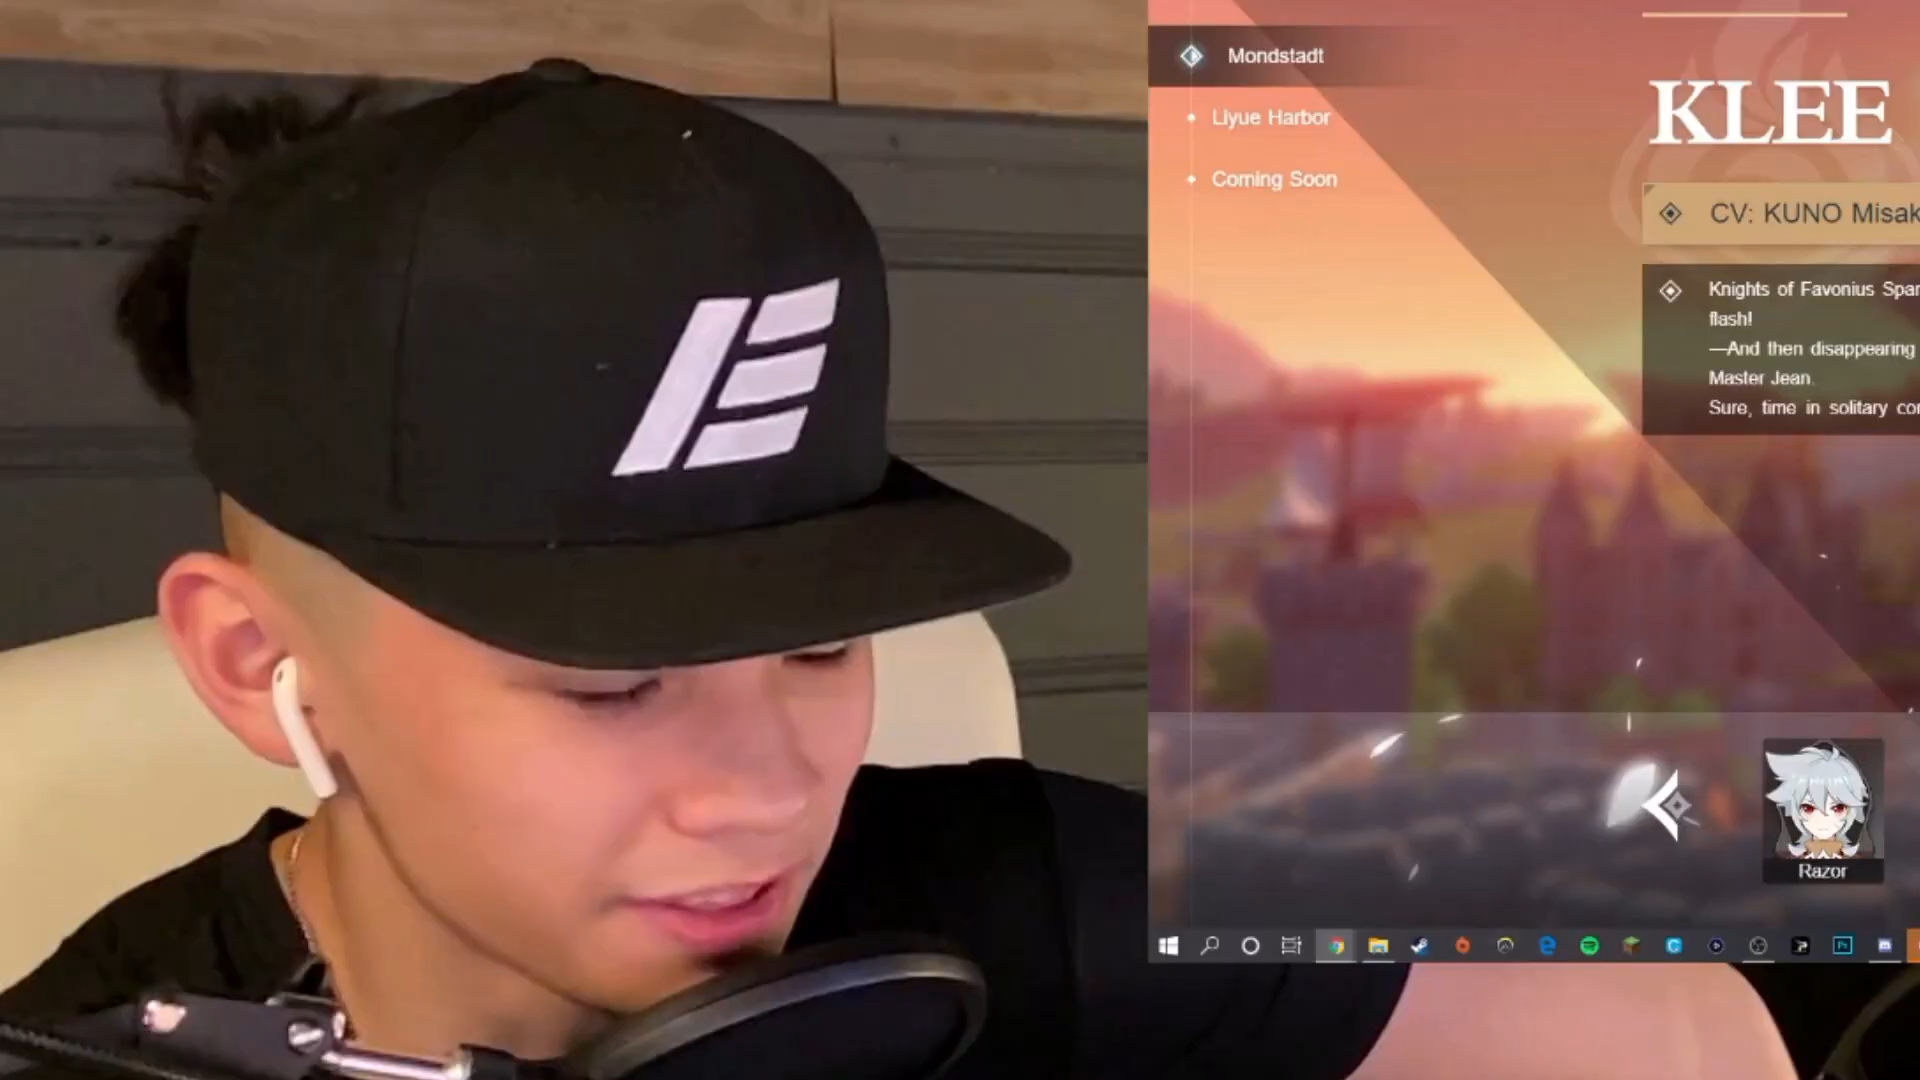 Mondstadt
Liyue Harbor
Coming Soon
KLEE
CV: KUNO Misak
Knights of Favonius Spar
flash!
—And then disappearing
Master Jean.
Sure, time in solitary con
Razor
E